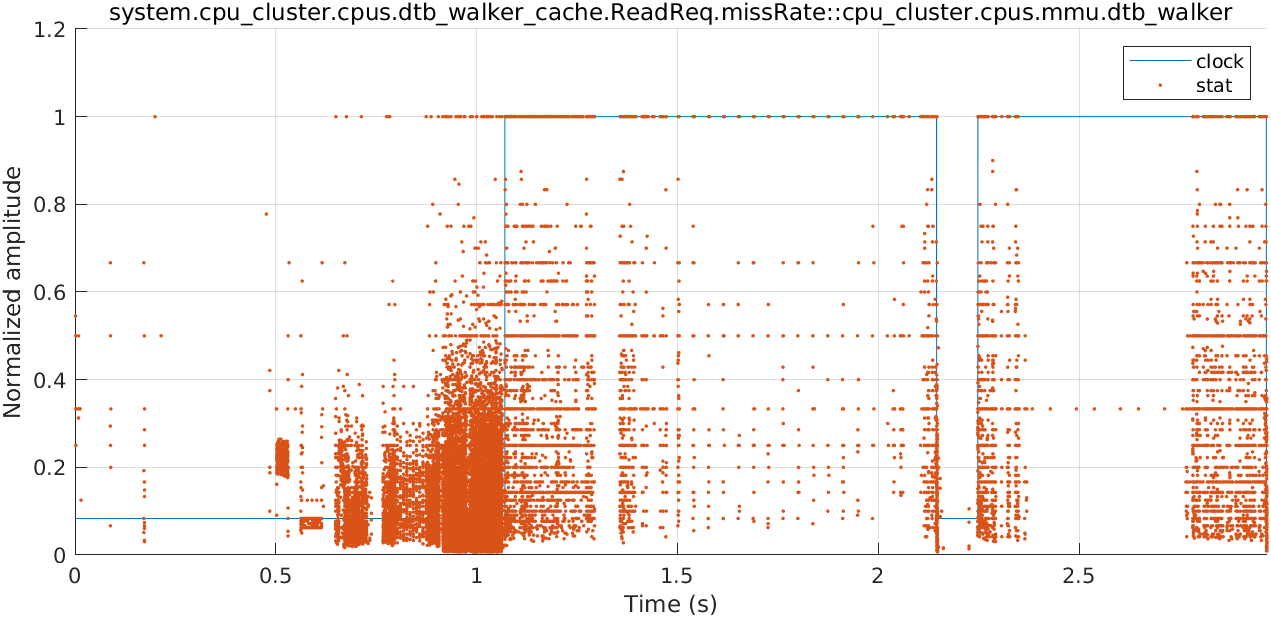 system.cpu_cluster.cpus.dtb_walker_cache.ReadReq.missRate::cpu_cluster.cpus.mmu.dtb_walker
1.2
1
0.8
0.6
0.4
0.2
0
Normalized amplitude
clock
stat
0
0.5
1
1.5
2
2.5
Time (s)